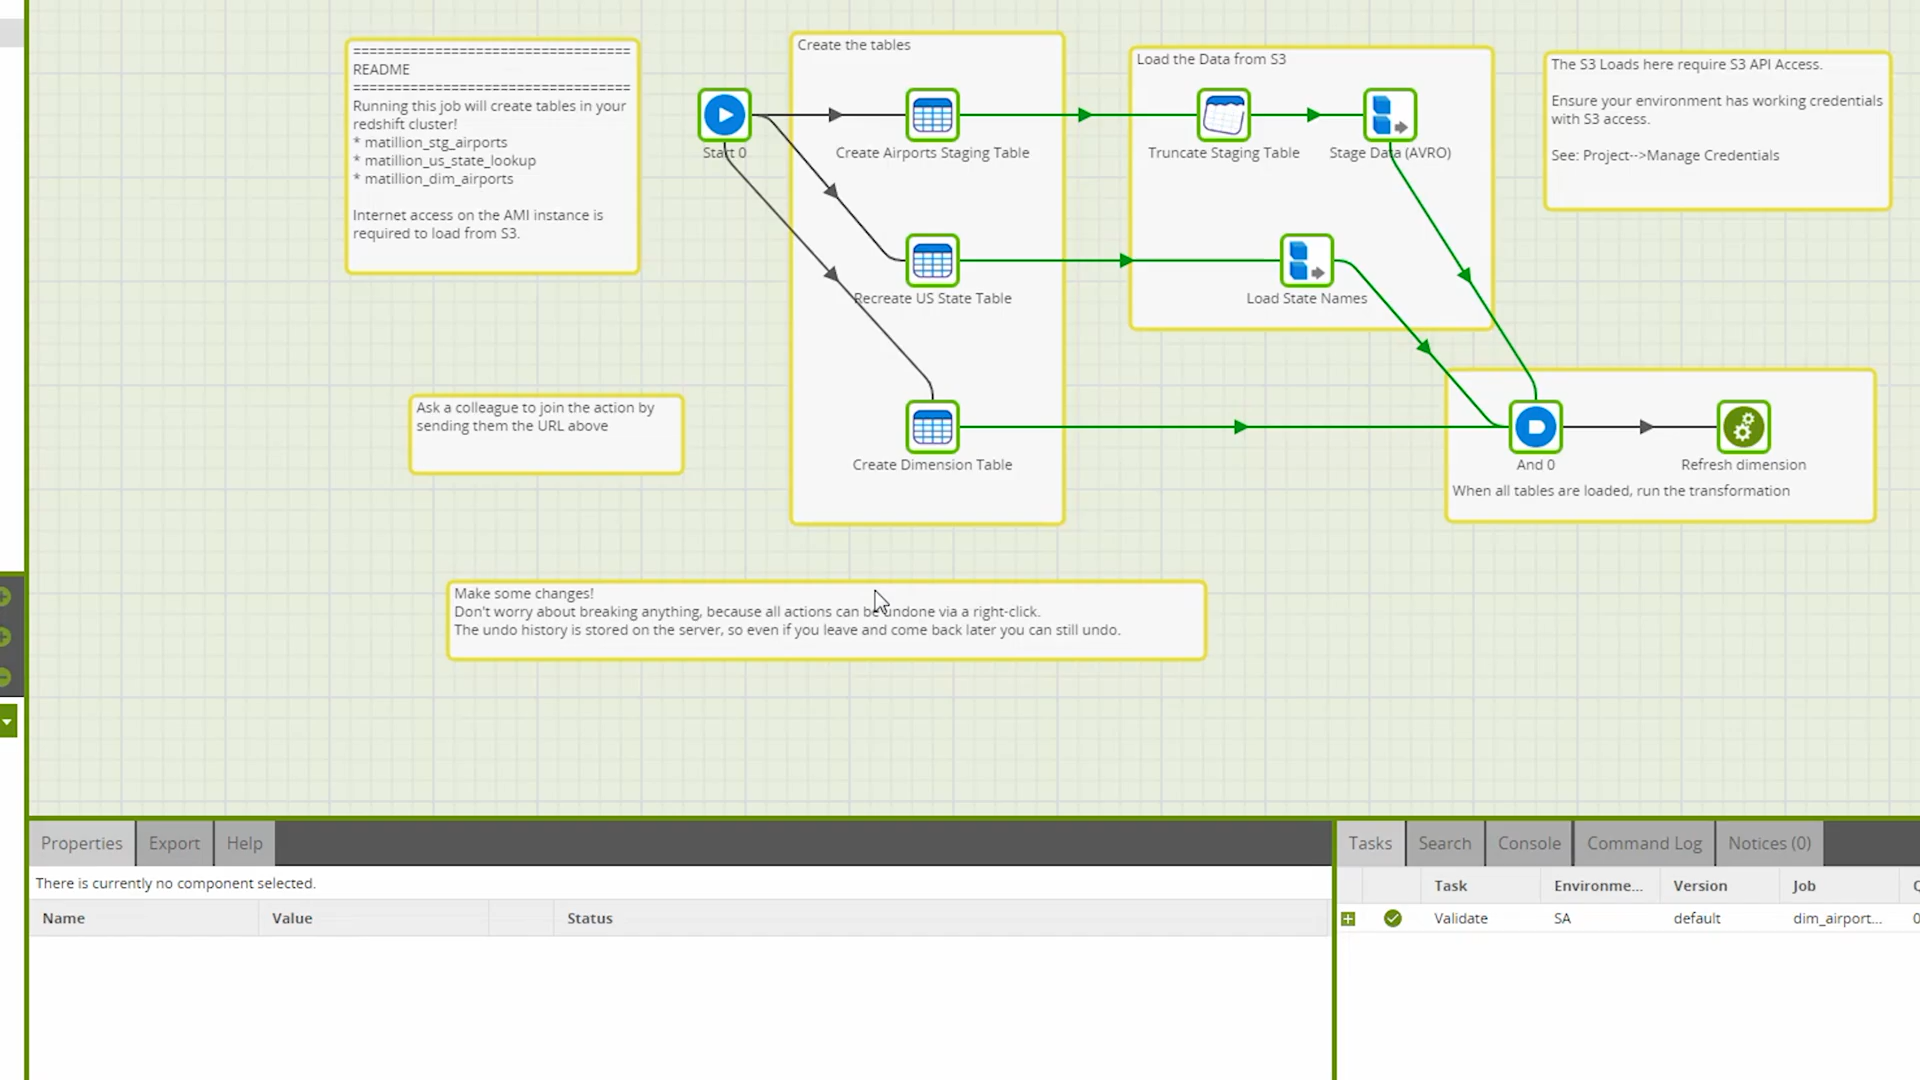 ===============================
README
===============================
Running this job will create tables in your
redshift cluster!
* matillion_stg_airports
* matillion_us_state_lookup
* matillion_dim_airports
Internet access on the AMI instance is
required to load from S3.
Start 0
Create the tables
Create Airports Staging Table
Recreate US State Table
Create Dimension Table
Load the Data from S3
Truncate Staging Table
Stage Data (AVRO)
Load State Names
The S3 Loads here require S3 API Access.
Ensure your environment has working credentials
with S3 access.
See: Project-->Manage Credentials
Ask a colleague to join the action by
sending them the URL above
And 0
Refresh dimension
When all tables are loaded, run the transformation
Make some changes!
Don't worry about breaking anything, because all actions can be undone via a right-click.
The undo history is stored on the server, so even if you leave and come back later you can still undo.
Properties Export Help
There is currently no component selected.
Name Value Status
Tasks Search Console Command Log Notices (0)
Task Environme... Version Job
Validate SA default dim_airport...